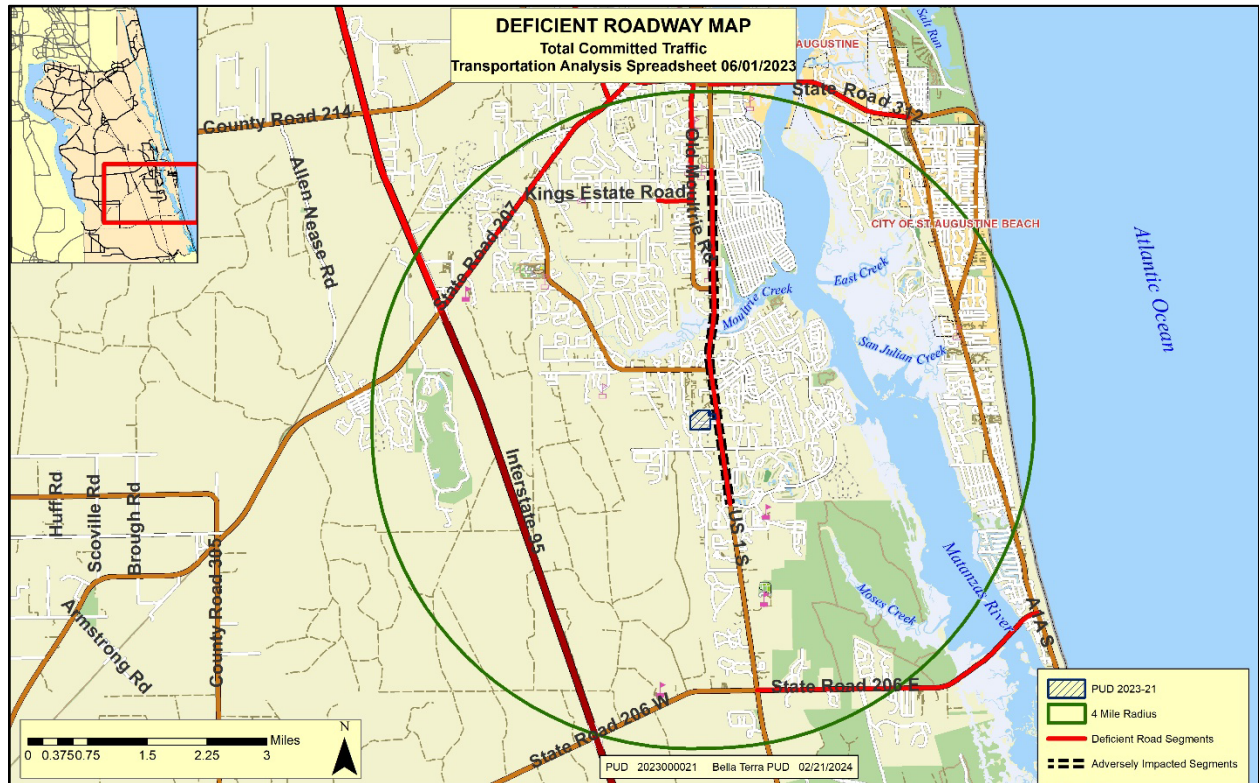 DEFICIENT ROADWAY MAP
Total Committed Traffic
Transportation Analysis Spreadsheet 06/01/2023
AUGUSTINE
Salt Run
State Road 312
County Road 214
Allen Nease Rd
Old Moultrie Rd
Kings Estate Road
State Road 207
CITY OF ST AUGUSTINE BEACH
Atlantic Ocean
East Creek
Moultrie Creek
San Julian Creek
Interstate 95
US 1 S
Huff Rd
Scoville Rd
Brough Rd
Armstrong Rd
County Road 305
Matanzas River
Moses Creek
A1A S
State Road 206 E
State Road 206 W
N
Miles
0 0.375 0.75 1.5 2.25 3
PUD 2023000021 Bella Terra PUD 02/21/2024
PUD 2023-21
4 Mile Radius
Deficient Road Segments
Adversely Impacted Segments